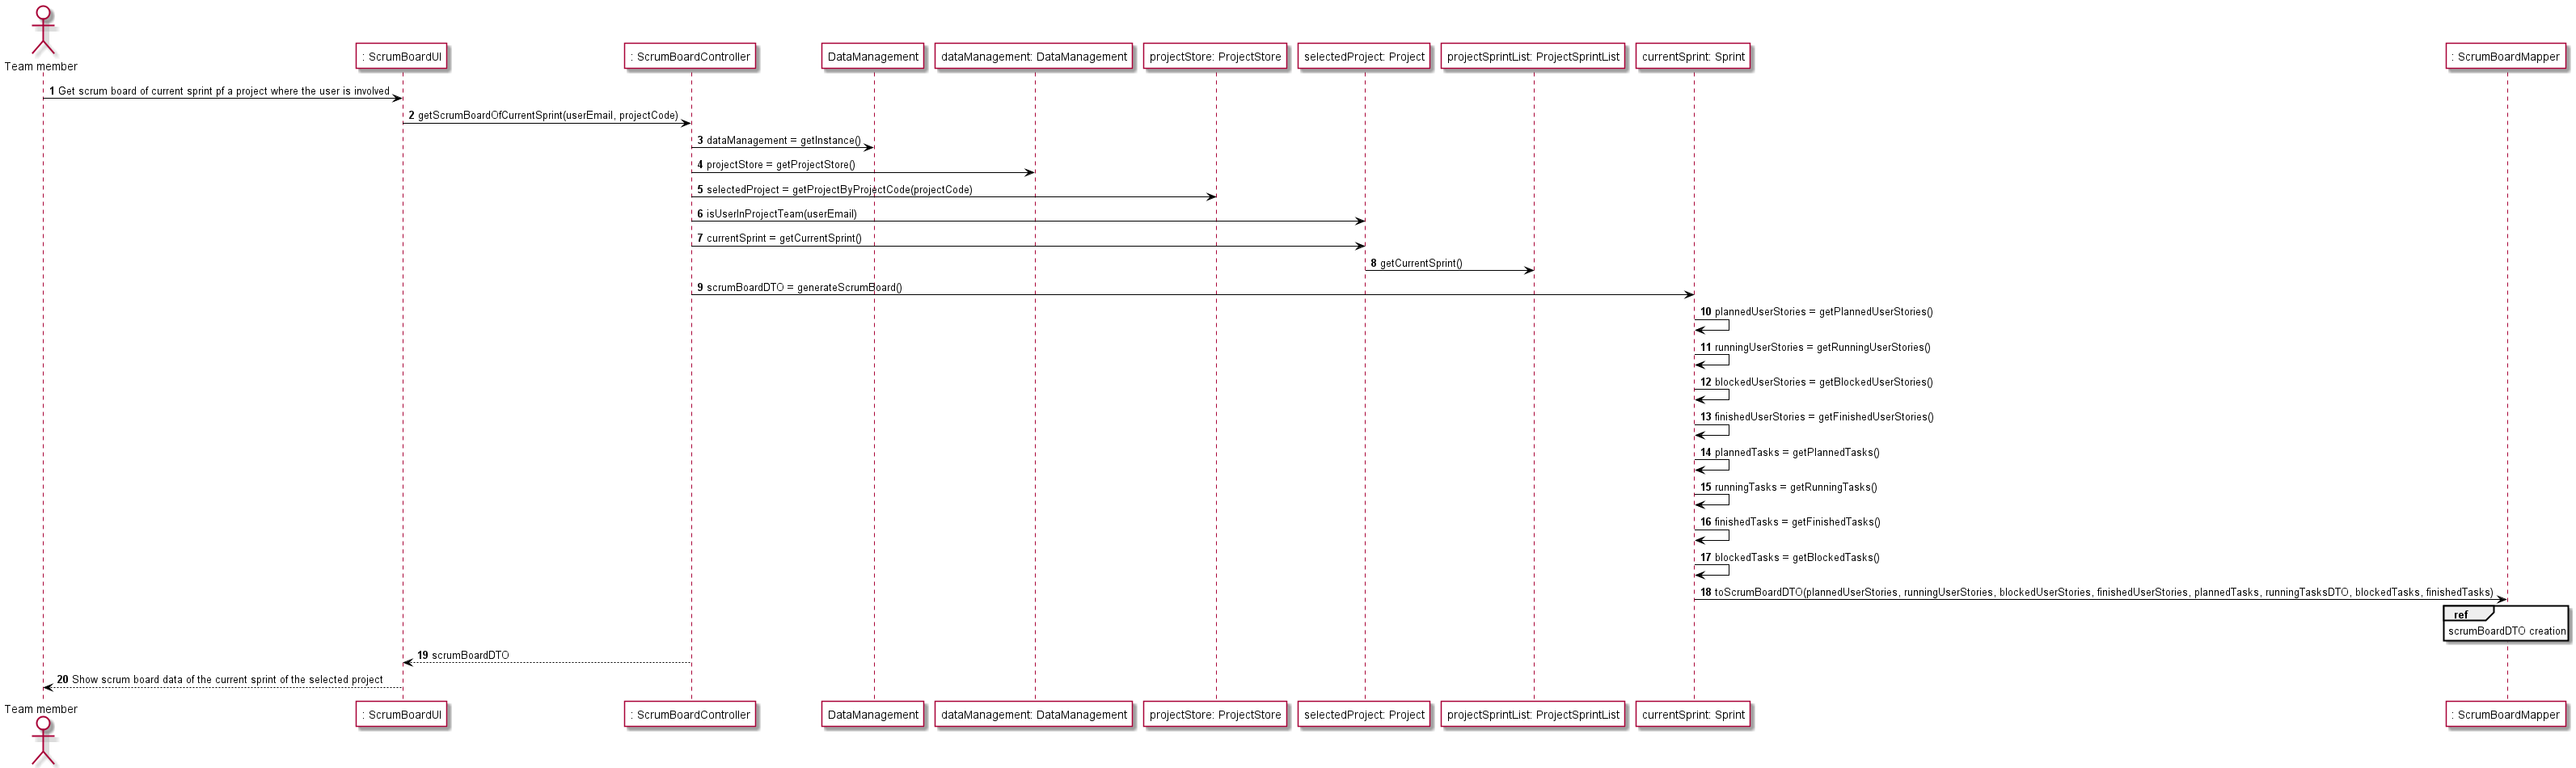 Team member
: ScrumBoardUI
: ScrumBoardController
DataManagement
dataManagement: DataManagement
projectStore: ProjectStore
selectedProject: Project
projectSprintList: ProjectSprintList
currentSprint: Sprint
: ScrumBoardMapper
1 Get scrum board of current sprint pf a project where the user is involved
2 getScrumBoardOfCurrentSprint(userEmail, projectCode)
3 dataManagement = getInstance()
4 projectStore = getProjectStore()
5 selectedProject = getProjectByProjectCode(projectCode)
6 isUserInProjectTeam(userEmail)
7 currentSprint = getCurrentSprint()
8 getCurrentSprint()
9 scrumBoardDTO = generateScrumBoard()
10 plannedUserStories = getPlannedUserStories()
11 runningUserStories = getRunningUserStories()
12 blockedUserStories = getBlockedUserStories()
13 finishedUserStories = getFinishedUserStories()
14 plannedTasks = getPlannedTasks()
15 runningTasks = getRunningTasks()
16 finishedTasks = getFinishedTasks()
17 blockedTasks = getBlockedTasks()
18 toScrumBoardDTO(plannedUserStories, runningUserStories, blockedUserStories, finishedUserStories, plannedTasks, runningTasksDTO, blockedTasks, finishedTasks)
ref
scrumBoardDTO creation
19 scrumBoardDTO
20 Show scrum board data of the current sprint of the selected project
Team member
: ScrumBoardUI
: ScrumBoardController
DataManagement
dataManagement: DataManagement
projectStore: ProjectStore
selectedProject: Project
projectSprintList: ProjectSprintList
currentSprint: Sprint
: ScrumBoardMapper